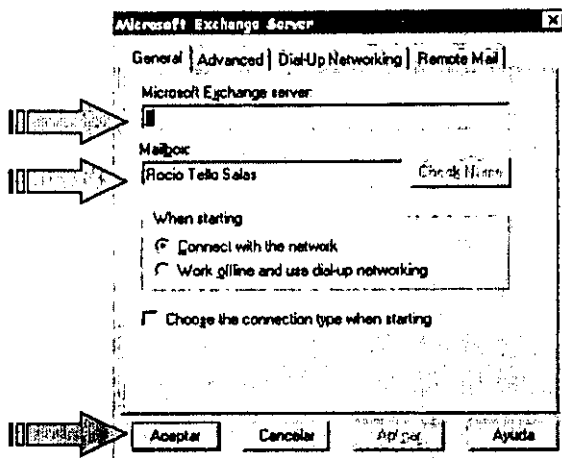 Microsoft Exchange Server
General Advanced Dial-Up Networking Remote Mail
Microsoft Exchange server:
Mailbox:
Rocio Tello Salas Check Name
When starting
Connect with the network
Work offline and use dial-up networking
Choose the connection type when starting
Aceptar Cancelar Ayuda